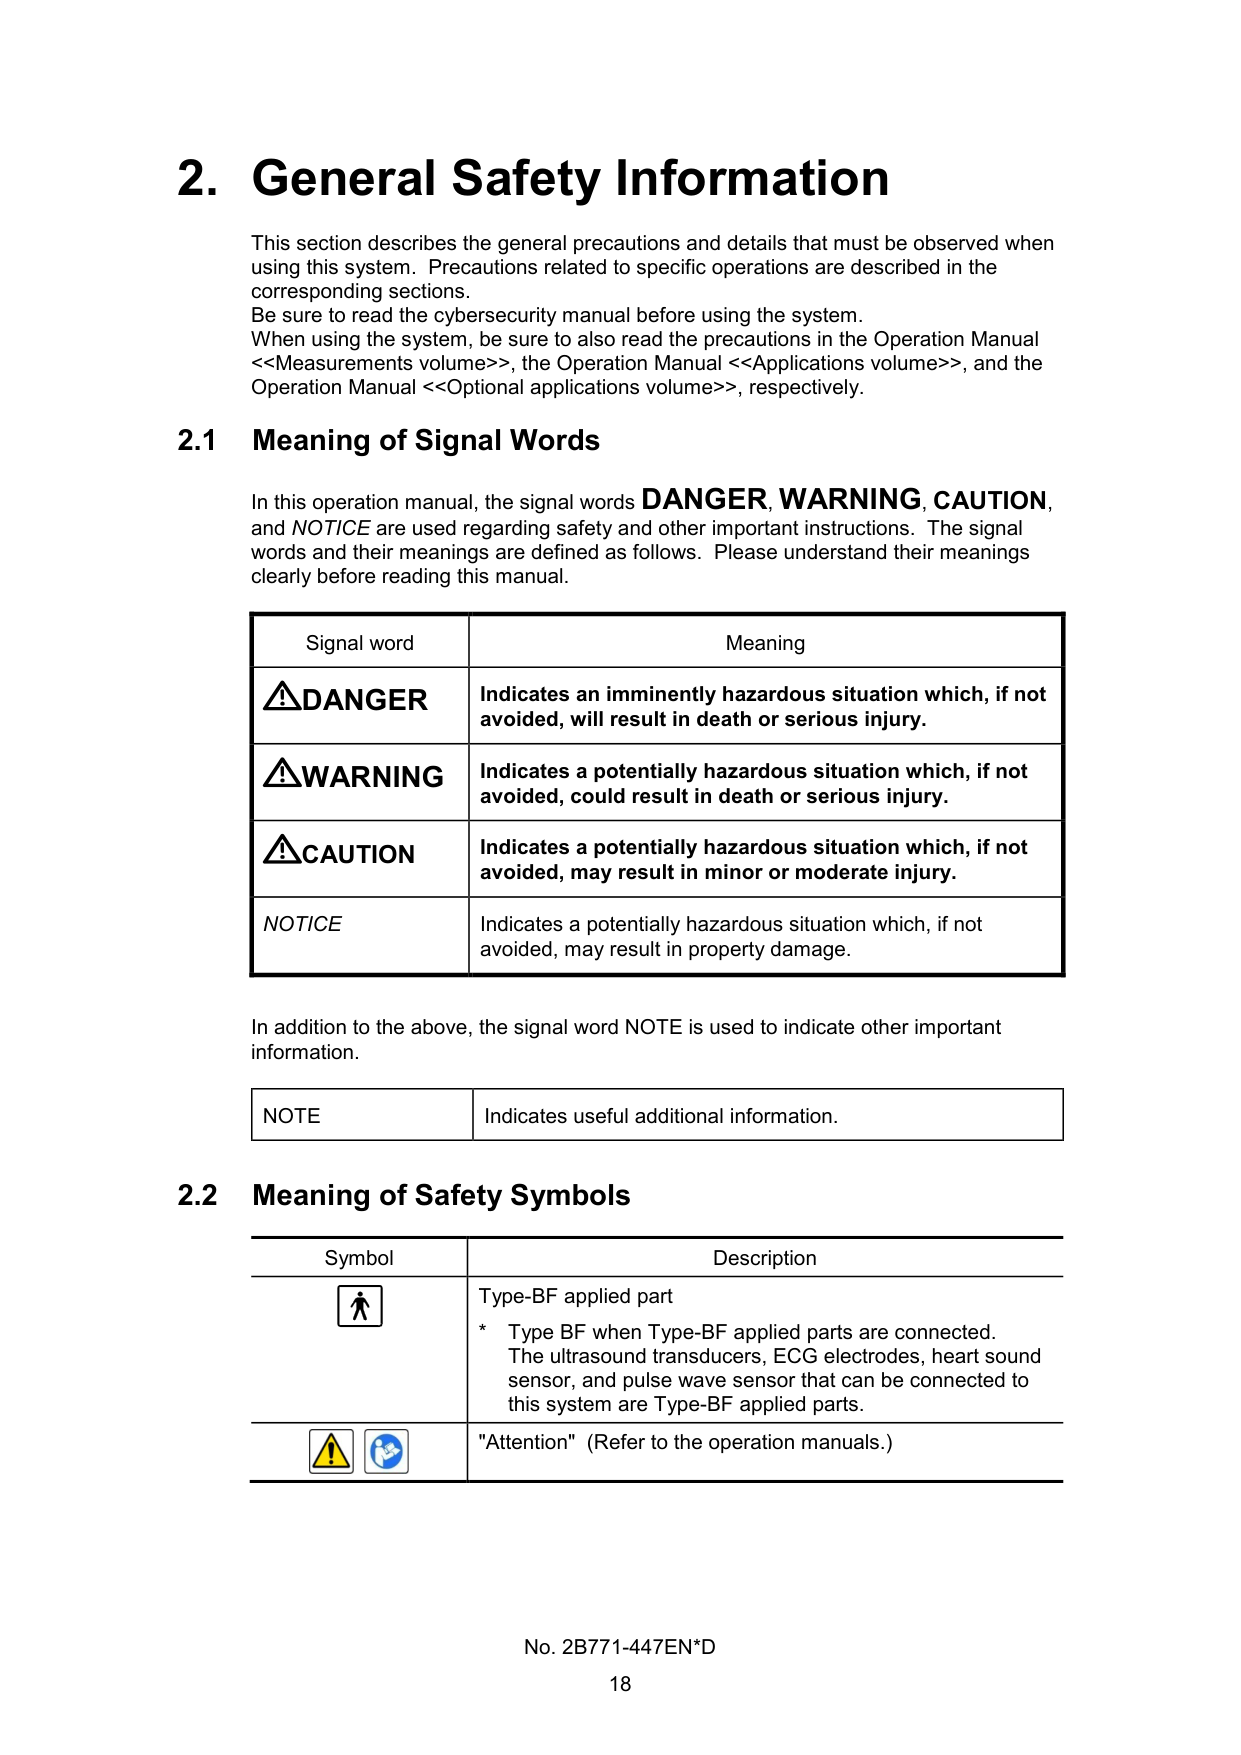 2. General Safety Information
This section describes the general precautions and details that must be observed when
using this system.  Precautions related to specific operations are described in the
corresponding sections.
Be sure to read the cybersecurity manual before using the system.
When using the system, be sure to also read the precautions in the Operation Manual
<<Measurements volume>>, the Operation Manual <<Applications volume>>, and the
Operation Manual <<Optional applications volume>>, respectively.
2.1 Meaning of Signal Words
In this operation manual, the signal words DANGER, WARNING, CAUTION,
and NOTICE are used regarding safety and other important instructions.  The signal
words and their meanings are defined as follows.  Please understand their meanings
clearly before reading this manual.
Signal word Meaning
DANGER Indicates an imminently hazardous situation which, if not
avoided, will result in death or serious injury.
WARNING Indicates a potentially hazardous situation which, if not
avoided, could result in death or serious injury.
CAUTION Indicates a potentially hazardous situation which, if not
avoided, may result in minor or moderate injury.
NOTICE Indicates a potentially hazardous situation which, if not
avoided, may result in property damage.
In addition to the above, the signal word NOTE is used to indicate other important
information.
NOTE Indicates useful additional information.
2.2 Meaning of Safety Symbols
Symbol Description
Type-BF applied part
* Type BF when Type-BF applied parts are connected.
The ultrasound transducers, ECG electrodes, heart sound
sensor, and pulse wave sensor that can be connected to
this system are Type-BF applied parts.
"Attention"  (Refer to the operation manuals.)
No. 2B771-447EN*D
18